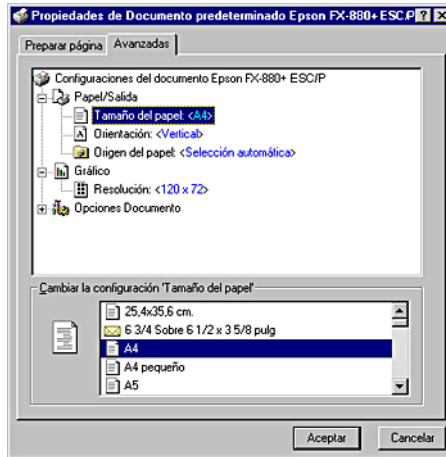 Propiedades de Documento predeterminado Epson FX-880+ ESC/P
Preparar página Avanzadas
Configuraciones del documento Epson FX-880+ ESC/P
Papel/Salida
Tamaño del papel: <A4>
Orientación: <Vertical>
Origen del papel: <Selección automática>
Gráfico
Resolución: <120 x 72>
Opciones Documento
Cambiar la configuración 'Tamaño del papel'
25,4x35,6 cm.
6 3/4 Sobre 6 1/2 x 3 5/8 pulg
A4
A4 pequeño
A5
Aceptar Cancelar